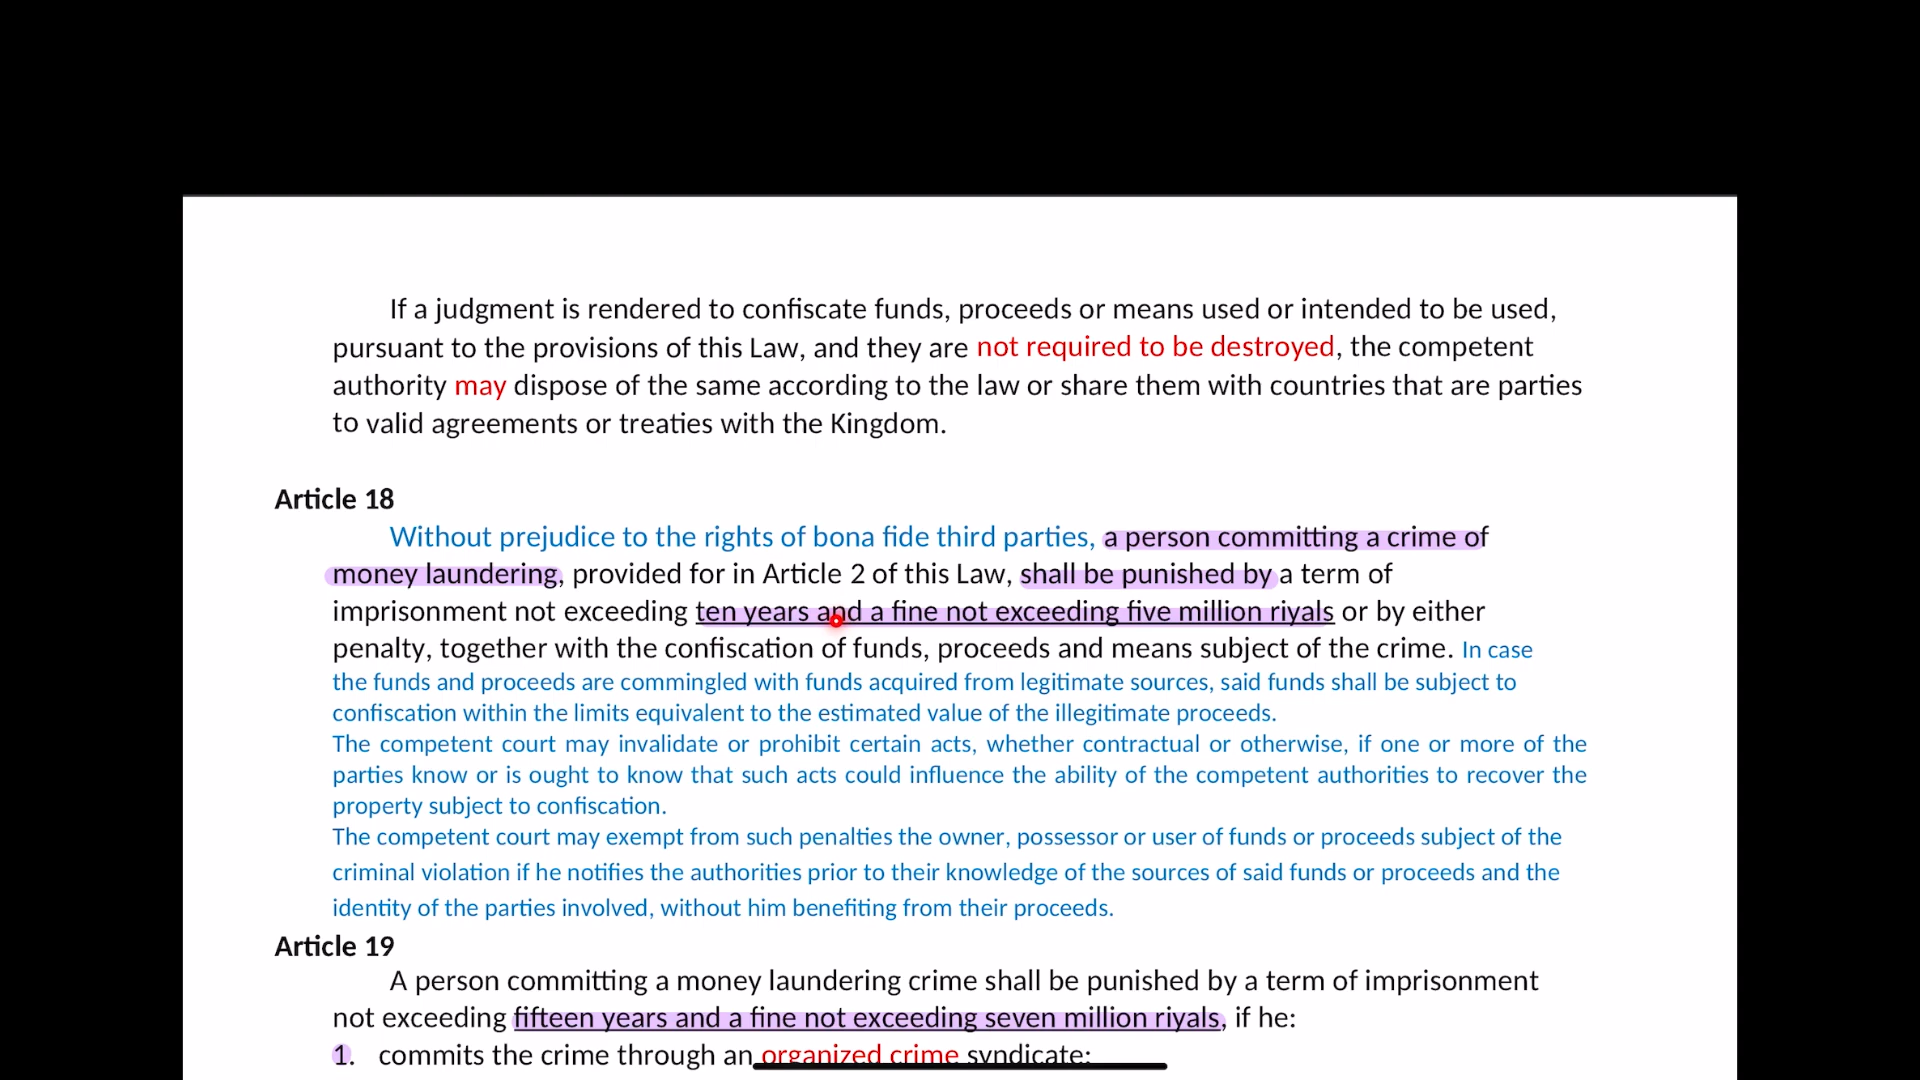 If a judgment is rendered to confiscate funds, proceeds or means used or intended to be used,
pursuant to the provisions of this Law, and they are not required to be destroyed, the competent
authority may dispose of the same according to the law or share them with countries that are parties
to valid agreements or treaties with the Kingdom.
Article 18
Without prejudice to the rights of bona fide third parties, a person committing a crime of
money laundering, provided for in Article 2 of this Law, shall be punished by a term of
imprisonment not exceeding ten years and a fine not exceeding five million riyals or by either
penalty, together with the confiscation of funds, proceeds and means subject of the crime. In case
the funds and proceeds are commingled with funds acquired from legitimate sources, said funds shall be subject to
confiscation within the limits equivalent to the estimated value of the illegitimate proceeds.
The competent court may invalidate or prohibit certain acts, whether contractual or otherwise, if one or more of the
parties know or is ought to know that such acts could influence the ability of the competent authorities to recover the
property subject to confiscation.
The competent court may exempt from such penalties the owner, possessor or user of funds or proceeds subject of the
criminal violation if he notifies the authorities prior to their knowledge of the sources of said funds or proceeds and the
identity of the parties involved, without him benefiting from their proceeds.
Article 19
A person committing a money laundering crime shall be punished by a term of imprisonment
not exceeding fifteen years and a fine not exceeding seven million riyals, if he:
1. commits the crime through an organized crime syndicate;